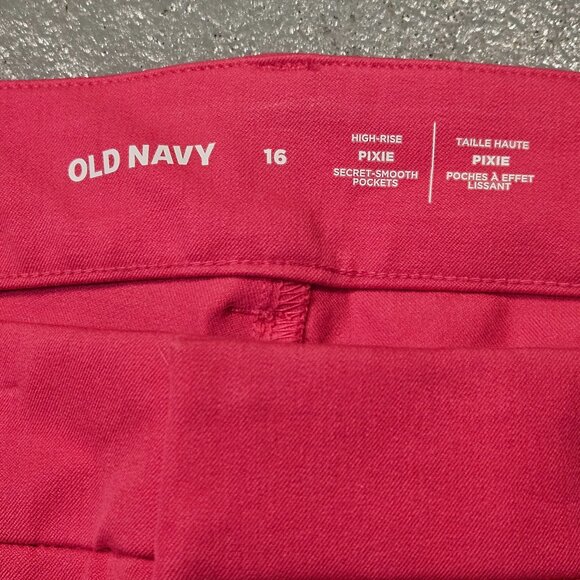 OLD NAVY
16
HIGH-RISE
PIXIE
SECRET-SMOOTH
POCKETS
TAILLE HAUTE
PIXIE
POCHES À EFFET
LISSANT